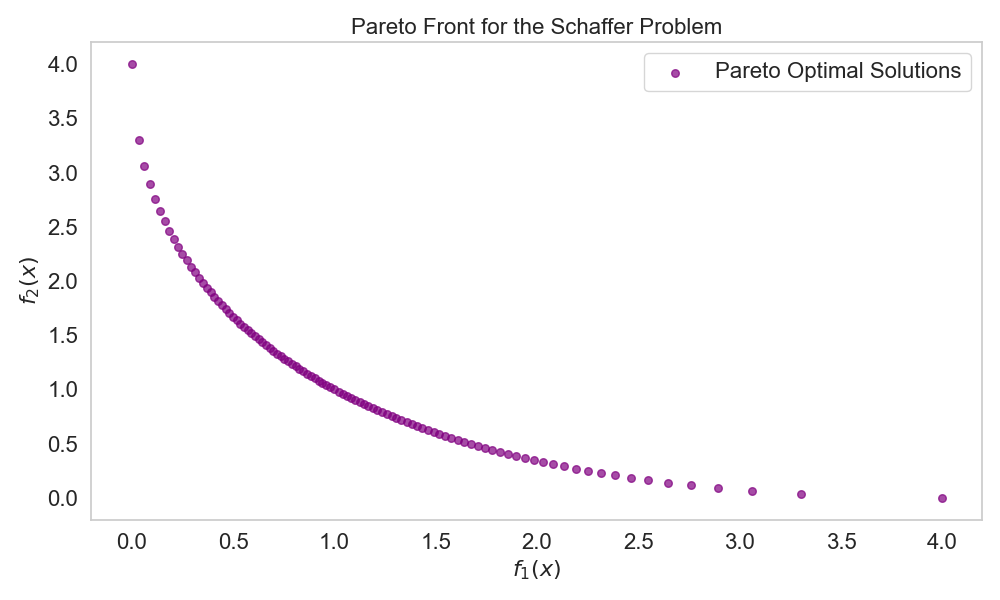 Pareto Front for the Schaffer Problem
Pareto Optimal Solutions
4.0
3.5
3.0
2.5
2.0
1.5
1.0
0.5
0.0
f₂(x)
0.0 0.5 1.0 1.5 2.0 2.5 3.0 3.5 4.0
f₁(x)